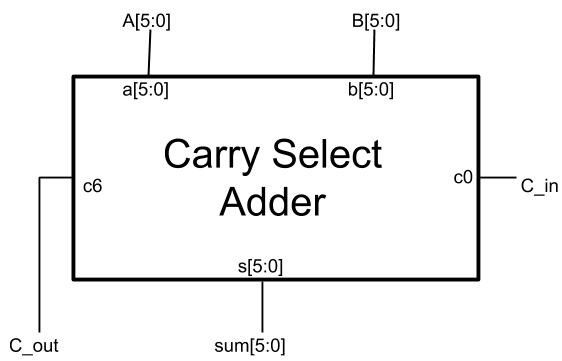 A[5:0]
B[5:0]
a[5:0]
b[5:0]
Carry Select
Adder
c6
c0
C_in
s[5:0]
C_out
sum[5:0]